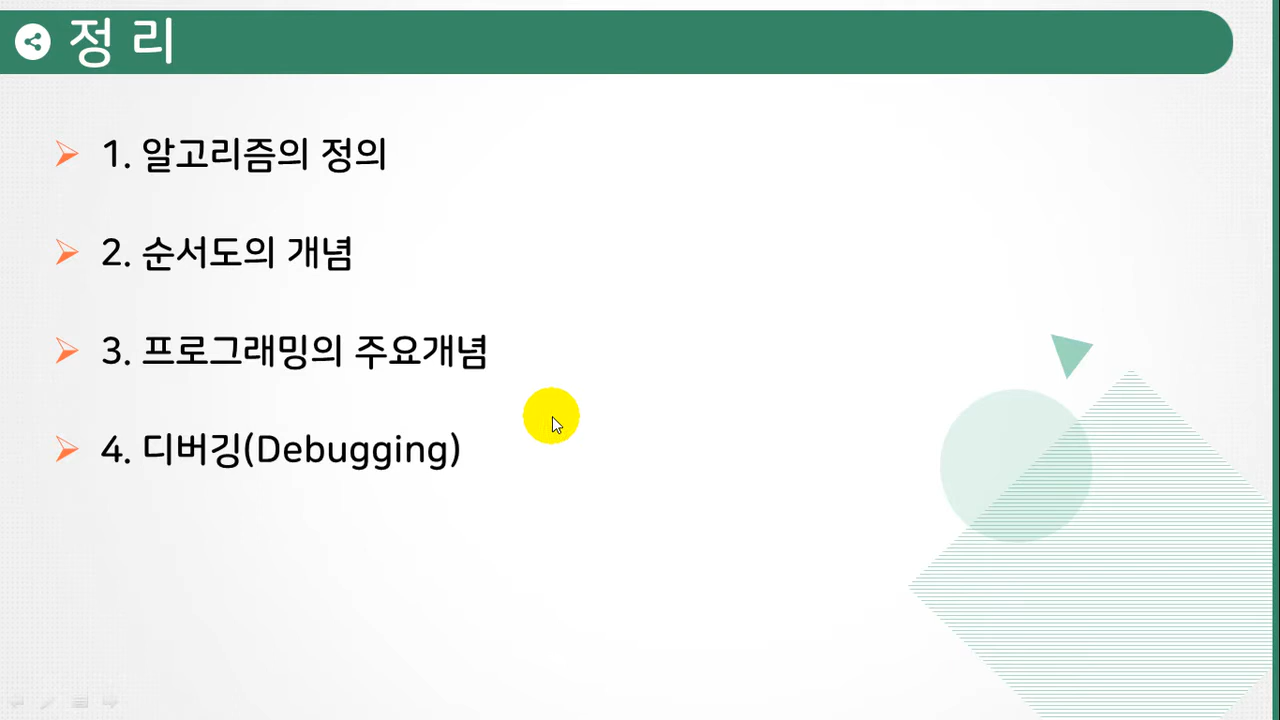 정 리
1. 알고리즘의 정의
2. 순서도의 개념
3. 프로그래밍의 주요개념
4. 디버깅(Debugging)